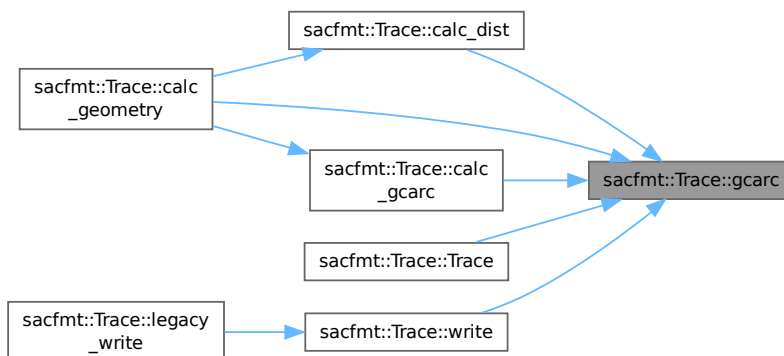 sacfmt::Trace::calc_dist
sacfmt::Trace::calc
_geometry
sacfmt::Trace::calc
_gcarc
sacfmt::Trace::gcarc
sacfmt::Trace::Trace
sacfmt::Trace::legacy
_write
sacfmt::Trace::write